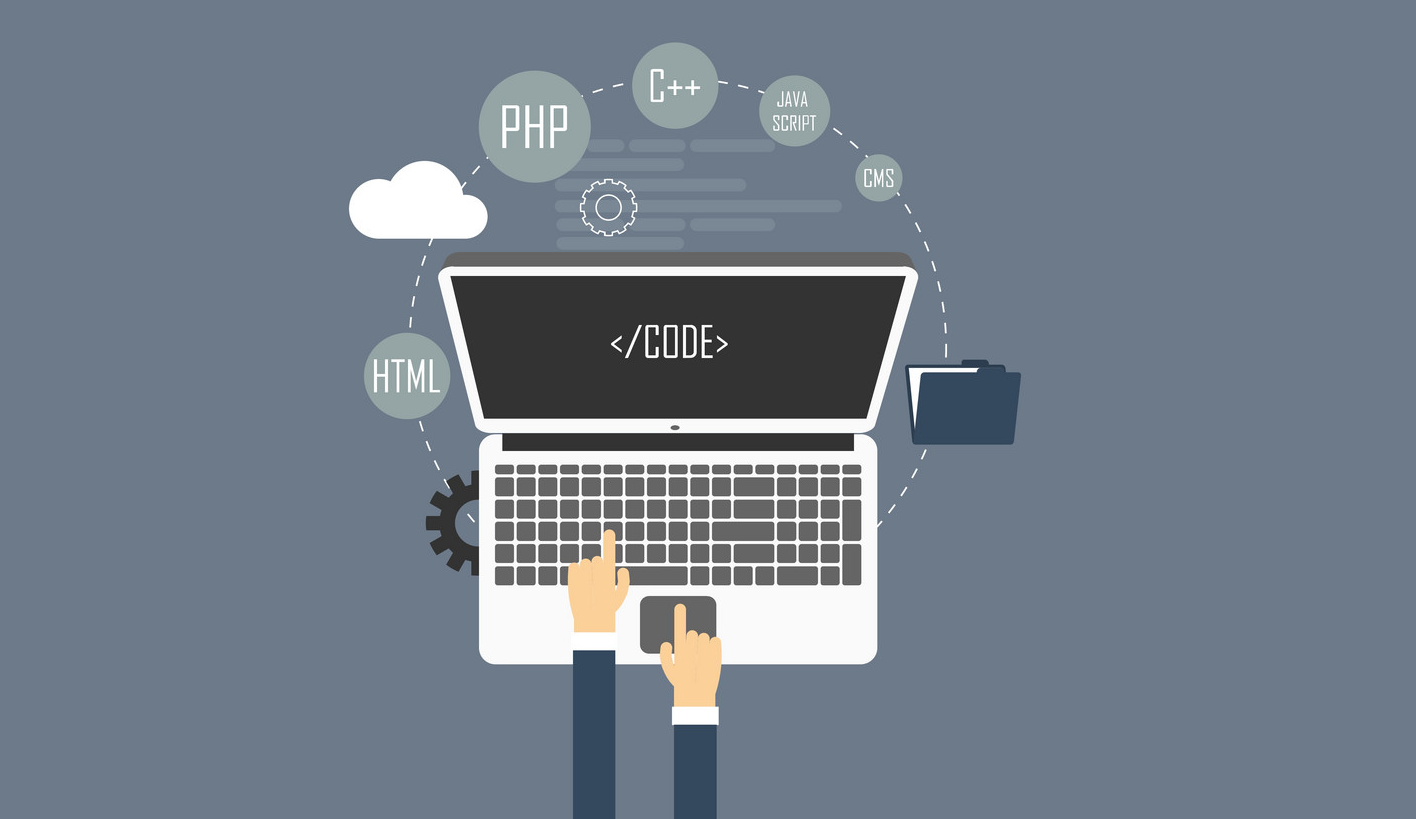 C++
PHP
JAVA
SCRIPT
CMS
</CODE>
HTML